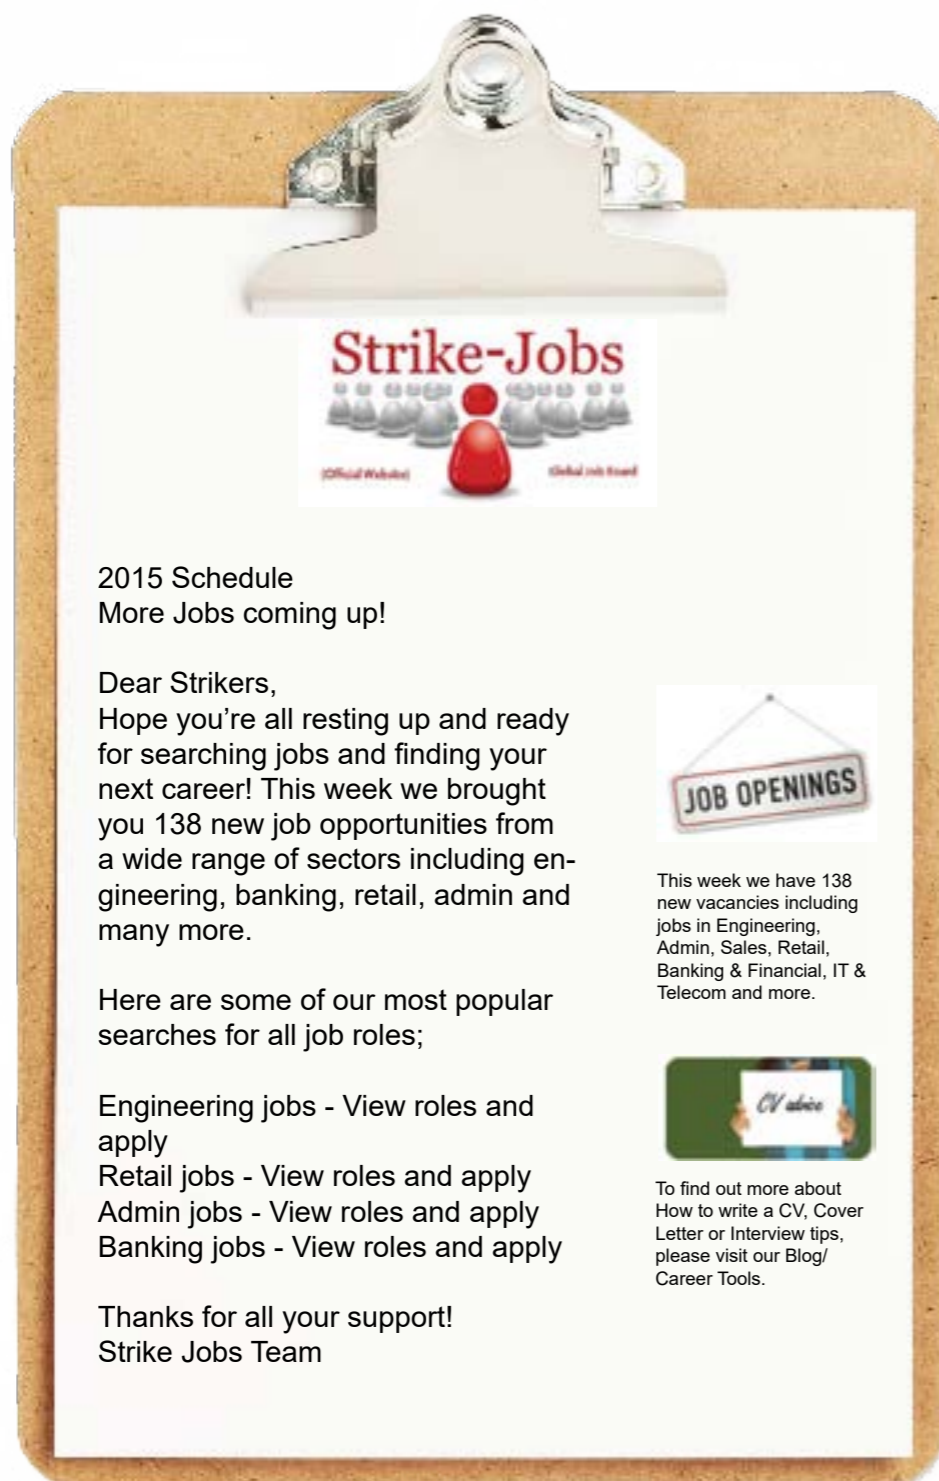 Strike-Jobs
(Official Website)
Global Job Board
2015 Schedule
More Jobs coming up!
Dear Strikers,
Hope you’re all resting up and ready
for searching jobs and finding your
next career! This week we brought
you 138 new job opportunities from
a wide range of sectors including en-
gineering, banking, retail, admin and
many more.
Here are some of our most popular
searches for all job roles;
Engineering jobs - View roles and
apply
Retail jobs - View roles and apply
Admin jobs - View roles and apply
Banking jobs - View roles and apply
Thanks for all your support!
Strike Jobs Team
JOB OPENINGS
This week we have 138
new vacancies including
jobs in Engineering,
Admin, Sales, Retail,
Banking & Financial, IT &
Telecom and more.
CV advice
To find out more about
How to write a CV, Cover
Letter or Interview tips,
please visit our Blog/
Career Tools.